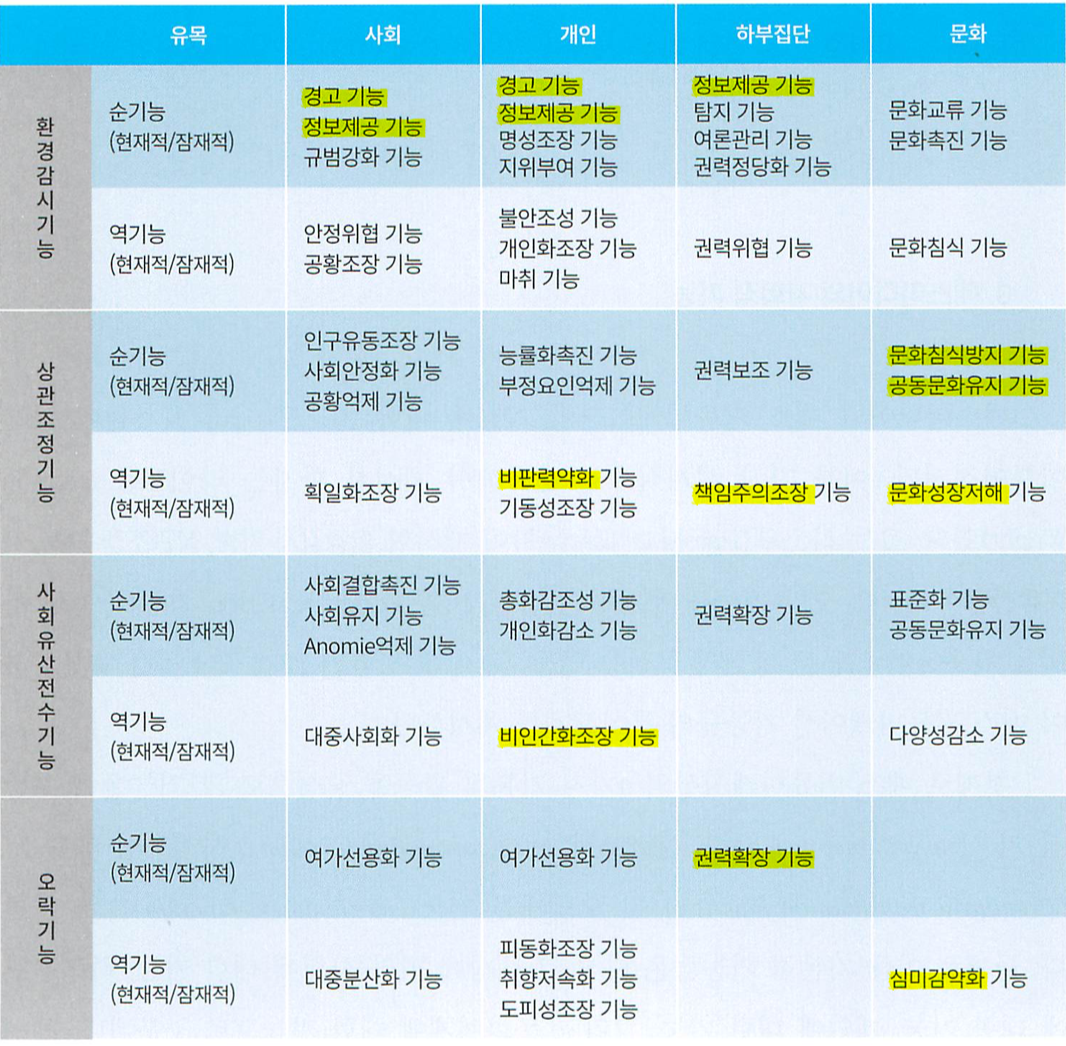 유목 사회 개인 하부집단 문화
환경감시기능
순기능
(현재적/잠재적)
경고 기능
정보제공 기능
규범강화 기능
경고 기능
정보제공 기능
명성조장 기능
지위부여 기능
정보제공 기능
탐지 기능
여론관리 기능
권력정당화 기능
문화교류 기능
문화촉진 기능
역기능
(현재적/잠재적)
안정위협 기능
공황조장 기능
불안조성 기능
개인화조장 기능
마취 기능
권력위협 기능
문화침식 기능
상관조정기능
순기능
(현재적/잠재적)
인구유동조장 기능
사회안정화 기능
공황억제 기능
능률화촉진 기능
부정요인억제 기능
권력보조 기능
문화침식방지 기능
공동문화유지 기능
역기능
(현재적/잠재적)
획일화조장 기능
비판력약화 기능
기동성조장 기능
책임주의조장 기능
문화성장저해 기능
사회유산전수기능
순기능
(현재적/잠재적)
사회결합촉진 기능
사회유지 기능
Anomie억제 기능
총화감조성 기능
개인화감소 기능
권력확장 기능
표준화 기능
공동문화유지 기능
역기능
(현재적/잠재적)
대중사회화 기능
비인간화조장 기능
다양성감소 기능
오락기능
순기능
(현재적/잠재적)
여가선용화 기능
여가선용화 기능
권력확장 기능
역기능
(현재적/잠재적)
대중분산화 기능
피동화조장 기능
취향저속화 기능
도피성조장 기능
심미감약화 기능